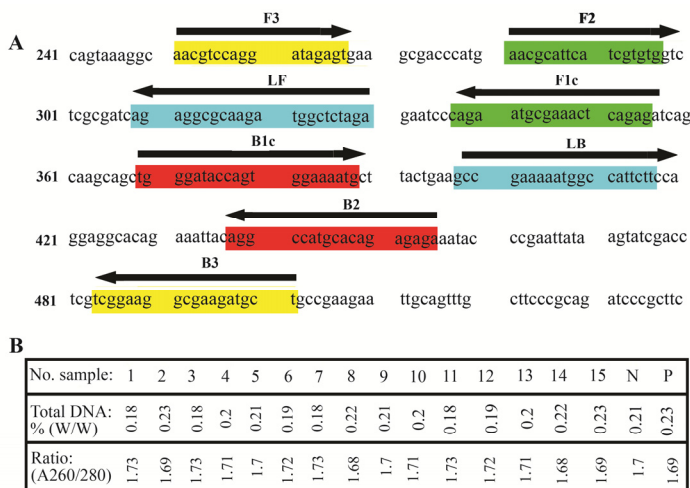 F3 F2
A
241 cagtaaaggc aacgtccagg atagagtgaa gcgacccatg aacgcattca tcgtgtggtc
LF F1c
301 tcgcgatcag aggcgcaaga tggctctaga gaatcccaga atgcgaaact cagagatcag
B1c LB
361 caagcagctg ggataccagt ggaaaatgct tactgaagcc gaaaaatggc cattcttcca
B2
421 ggaggcacag aaattacagg ccatgcacag agagaaatac ccgaattata agtatcgacc
B3
481 tcgtcggaag gcgaagatgc tgccgaagaa ttgcagtttg cttcccgcag atcccgcttc
B
No. sample: 1 2 3 4 5 6 7 8 9 10 11 12 13 14 15 N P
Total DNA: 0.18 0.23 0.18 0.2 0.21 0.19 0.18 0.22 0.21 0.2 0.18 0.19 0.2 0.22 0.23 0.21 0.23
% (W/W)
Ratio: 1.73 1.69 1.73 1.71 1.7 1.72 1.73 1.68 1.7 1.71 1.73 1.72 1.71 1.68 1.69 1.7 1.69
(A260/280)